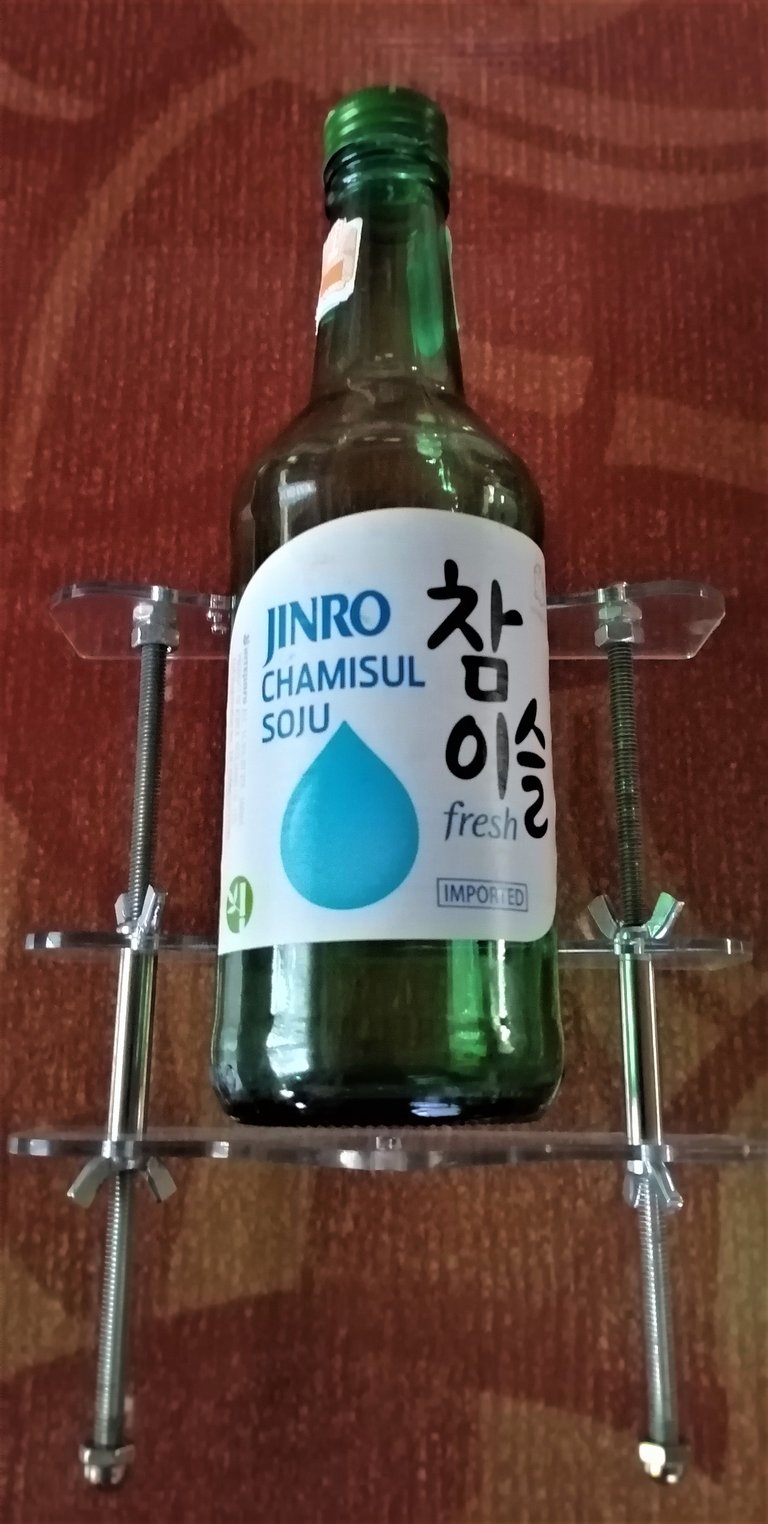 JINRO
CHAMISUL
SOJU
참
이슬
fresh
IMPORTED